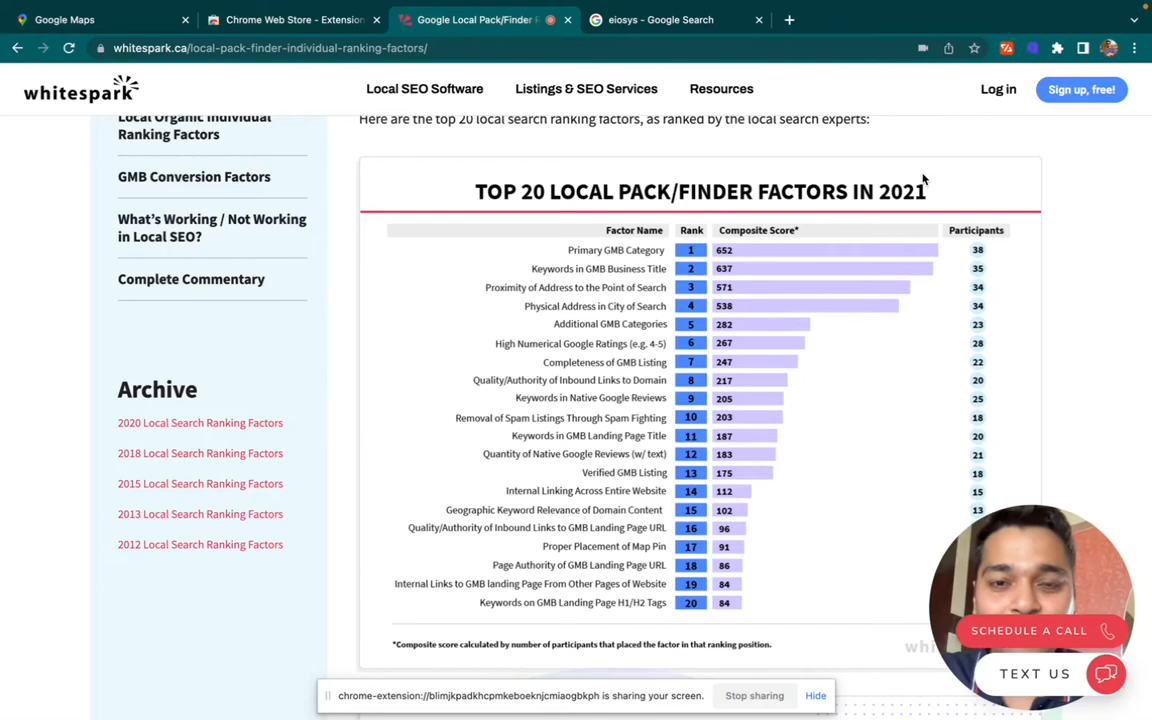 Google Maps
Chrome Web Store - Extension
Google Local Pack/Finder R
eiosys - Google Search
whitespark.ca/local-pack-finder-individual-ranking-factors/
whitespark
Local SEO Software
Listings & SEO Services
Resources
Log in
Sign up, free!
Local Organic Individual
Ranking Factors
GMB Conversion Factors
What's Working / Not Working
in Local SEO?
Complete Commentary
Archive
2020 Local Search Ranking Factors
2018 Local Search Ranking Factors
2015 Local Search Ranking Factors
2013 Local Search Ranking Factors
2012 Local Search Ranking Factors
Here are the top 20 local search ranking factors, as ranked by the local search experts:
TOP 20 LOCAL PACK/FINDER FACTORS IN 2021
Factor Name Rank Composite Score* Participants
Primary GMB Category 1 652 38
Keywords in GMB Business Title 2 637 35
Proximity of Address to the Point of Search 3 571 34
Physical Address in City of Search 4 538 34
Additional GMB Categories 5 282 23
High Numerical Google Ratings (e.g. 4-5) 6 267 28
Completeness of GMB Listing 7 247 22
Quality/Authority of Inbound Links to Domain 8 217 20
Keywords in Native Google Reviews 9 205 25
Removal of Spam Listings Through Spam Fighting 10 203 18
Keywords in GMB Landing Page Title 11 187 20
Quantity of Native Google Reviews (w/ text) 12 183 21
Verified GMB Listing 13 175 18
Internal Linking Across Entire Website 14 112 15
Geographic Keyword Relevance of Domain Content 15 102 13
Quality/Authority of Inbound Links to GMB Landing Page URL 16 96
Proper Placement of Map Pin 17 91
Page Authority of GMB Landing Page URL 18 86
Internal Links to GMB landing Page From Other Pages of Website 19 84
Keywords on GMB Landing Page H1/H2 Tags 20 84
*Composite score calculated by number of participants that placed the factor in that ranking position.
whi
SCHEDULE A CALL
TEXT US
chrome-extension://blimjkpadkhcpmkeboeknjcmiaogbkph is sharing your screen.
Stop sharing
Hide